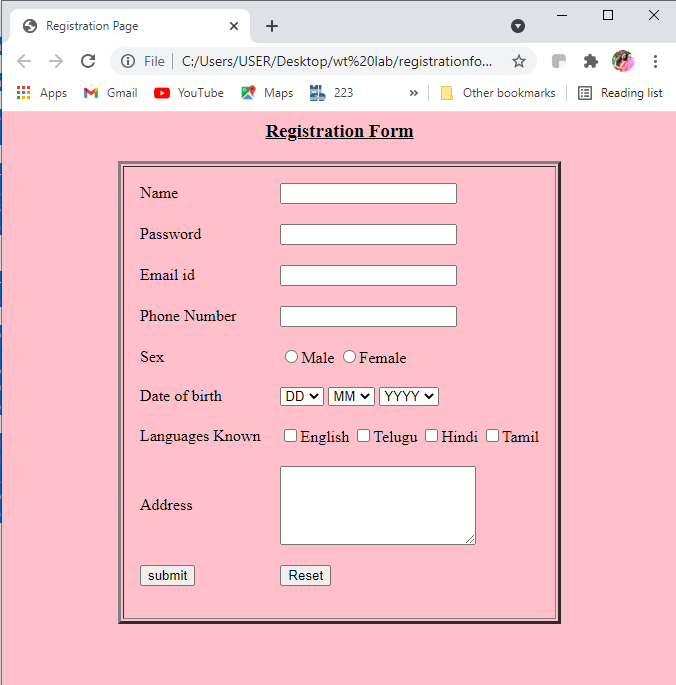 Registration Page
File C:/Users/USER/Desktop/wt%20lab/registrationfo...
Apps Gmail YouTube Maps 223 » Other bookmarks Reading list
Registration Form
Name
Password
Email id
Phone Number
Sex Male Female
Date of birth DD MM YYYY
Languages Known English Telugu Hindi Tamil
Address
submit Reset